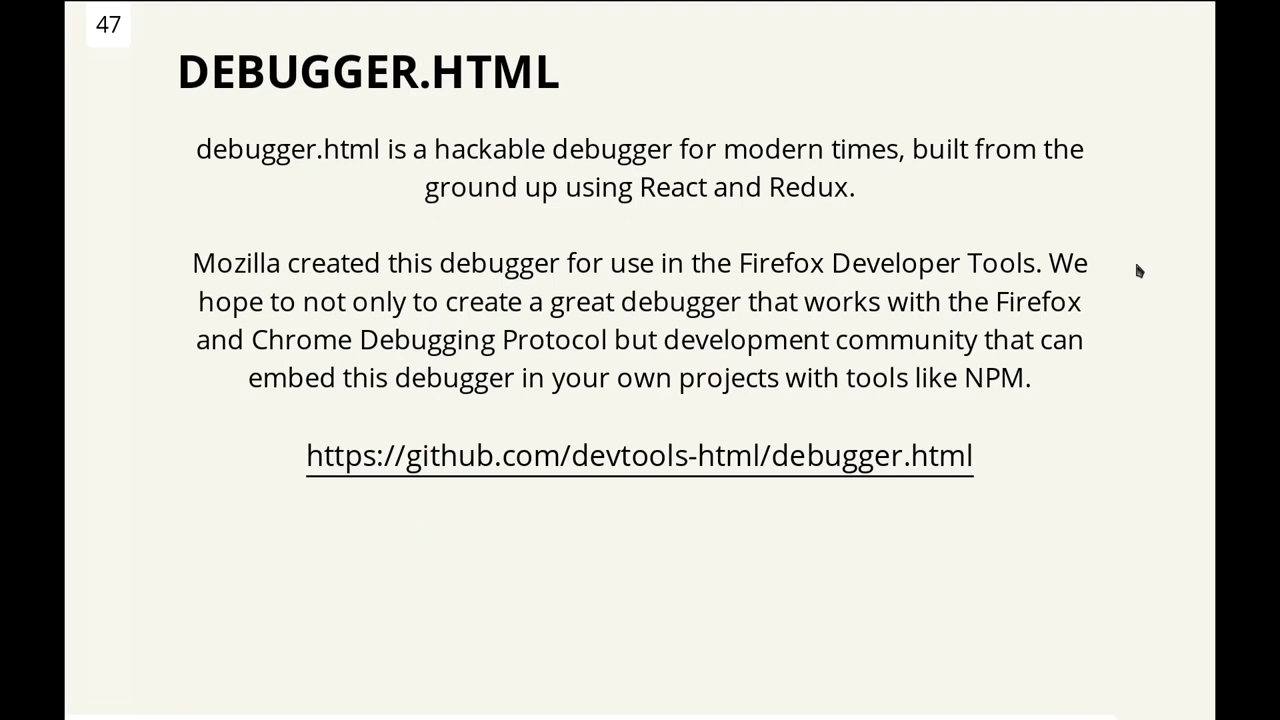 47
DEBUGGER.HTML
debugger.html is a hackable debugger for modern times, built from the
ground up using React and Redux.
Mozilla created this debugger for use in the Firefox Developer Tools. We
hope to not only to create a great debugger that works with the Firefox
and Chrome Debugging Protocol but development community that can
embed this debugger in your own projects with tools like NPM.
https://github.com/devtools-html/debugger.html